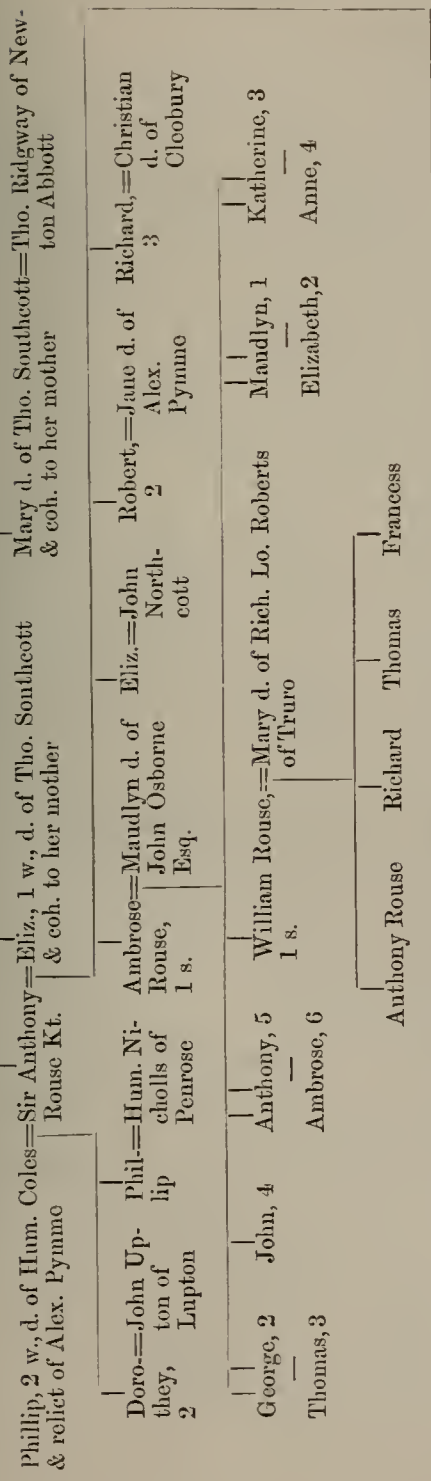 Phillip, 2 w., d. of Hum. Coles=Sir Anthony=Eliz., 1 w., d. of Tho. Southcott
& relict of Alex. Pymmo
Rouse Kt.
& coh. to her mother
Mary d. of Tho. Southcott=Tho. Ridgway of New-
& coh. to her mother
ton Abbott
Doro-=John Up-
they,
ton of
2
Lupton
Phil-=Hum. Ni-
lip
cholls of
Penrose
Ambrose=Maudlyn d. of
Rouse,
John Osborne
1 s.
Esq.
Eliz.=John
North-
cott
Robert,=Jane d. of
2
Alex.
Pymmo
Richard,=Christian
3
d. of
Cloobury
George, 2
—
Thomas, 3
John, 4
Anthony, 5
—
Ambrose, 6
William Rouse,=Mary d. of Rich. Lo. Roberts
1 s.
of Truro
Maudlyn, 1
—
Elizabeth, 2
Katherine, 3
—
Anne, 4
Anthony Rouse
Richard
Thomas
Francess